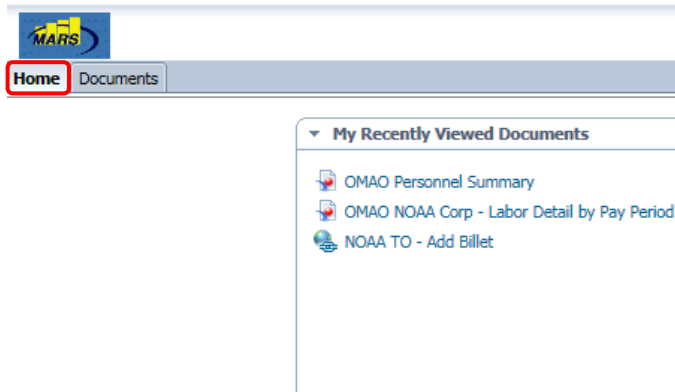 MARS
Home Documents
My Recently Viewed Documents
OMAO Personnel Summary
OMAO NOAA Corp - Labor Detail by Pay Period
NOAA TO - Add Billet